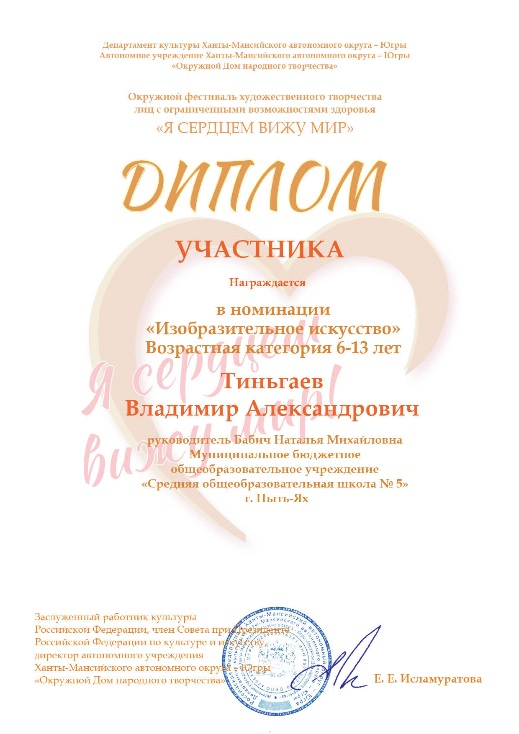 Департамент культуры Ханты-Мансийского автономного округа – Югры
Автономное учреждение Ханты-Мансийского автономного округа – Югры
«Окружной Дом народного творчества»
Окружной фестиваль художественного творчества
лиц с ограниченными возможностями здоровья
«Я СЕРДЦЕМ ВИЖУ МИР»
ДИПЛОМ
УЧАСТНИКА
Награждается
в номинации
«Изобразительное искусство»
Возрастная категория 6-13 лет
Я сердцем
вижу мир!
Тиньгаев
Владимир Александрович
руководитель Бабич Наталья Михайловна
Муниципальное бюджетное
общеобразовательное учреждение
«Средняя общеобразовательная школа № 5»
г. Пыть-Ях
Заслуженный работник культуры
Российской Федерации, член Совета при Президенте
Российской Федерации по культуре и искусству,
директор автономного учреждения
Ханты-Мансийского автономного округа – Югры
«Окружной Дом народного творчества»
Е. Е. Исламуратова